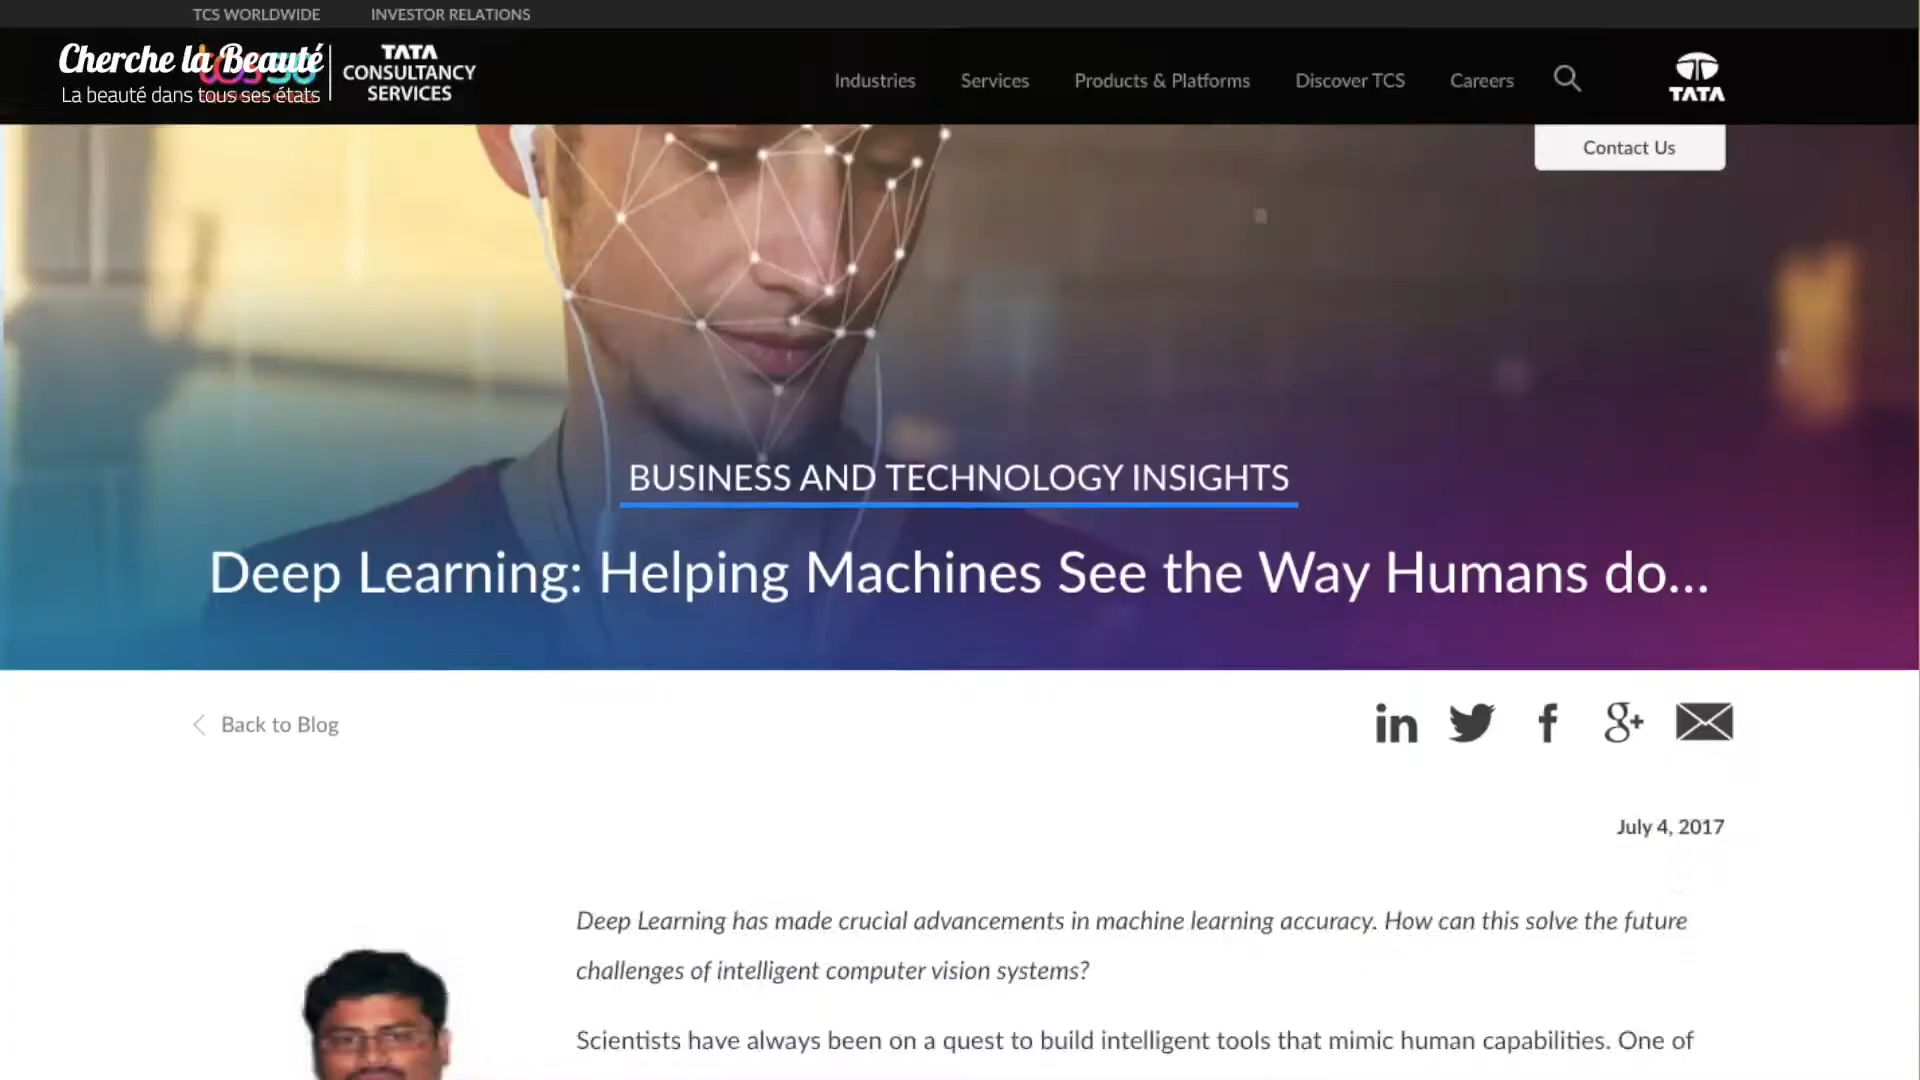 TCS WORLDWIDE INVESTOR RELATIONS
Cherche la Beauté
La beauté dans tous ses états
TATA
CONSULTANCY
SERVICES
Industries Services Products & Platforms Discover TCS Careers
TATA
Contact Us
BUSINESS AND TECHNOLOGY INSIGHTS
Deep Learning: Helping Machines See the Way Humans do...
Back to Blog
in f g+
July 4, 2017
Deep Learning has made crucial advancements in machine learning accuracy. How can this solve the future
challenges of intelligent computer vision systems?
Scientists have always been on a quest to build intelligent tools that mimic human capabilities. One of